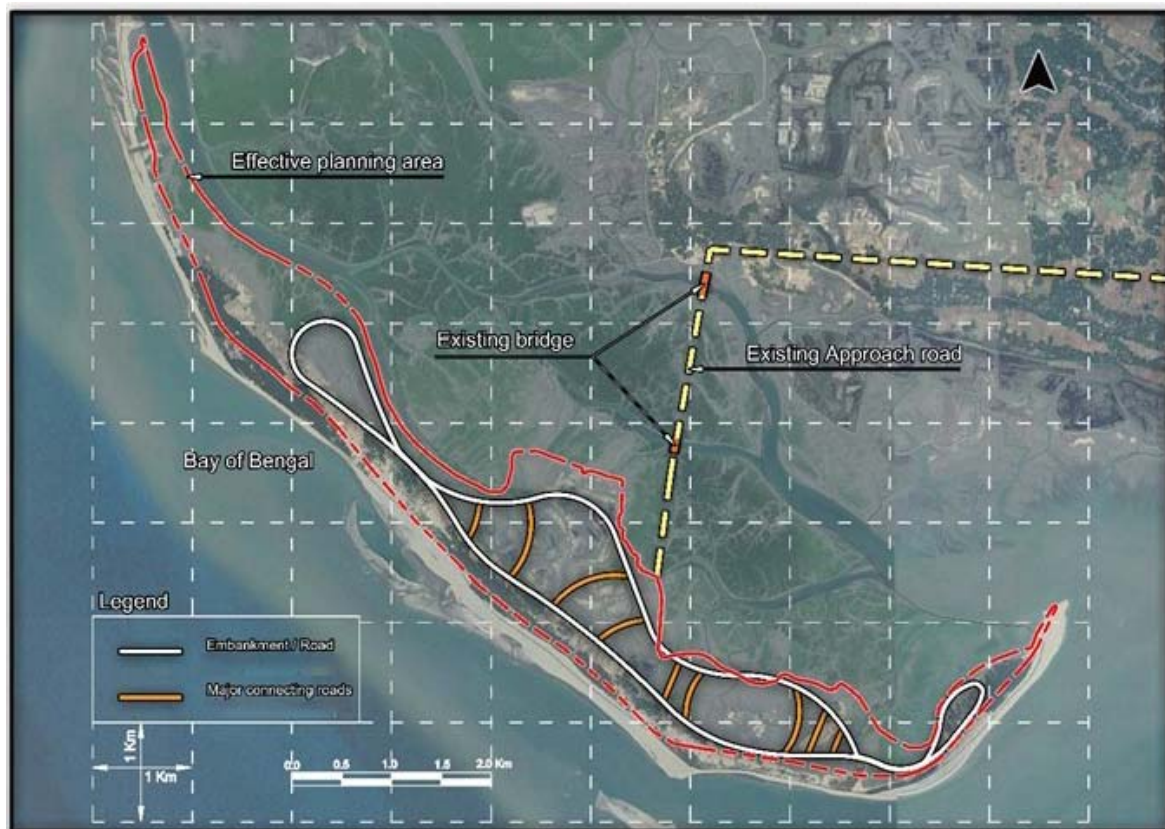 Effective planning area
Existing bridge
Existing Approach road
Bay of Bengal
Legend
Embankment / Road
Major connecting roads
1 Km
1 Km
0.0 0.5 1.0 1.5 2.0 Km